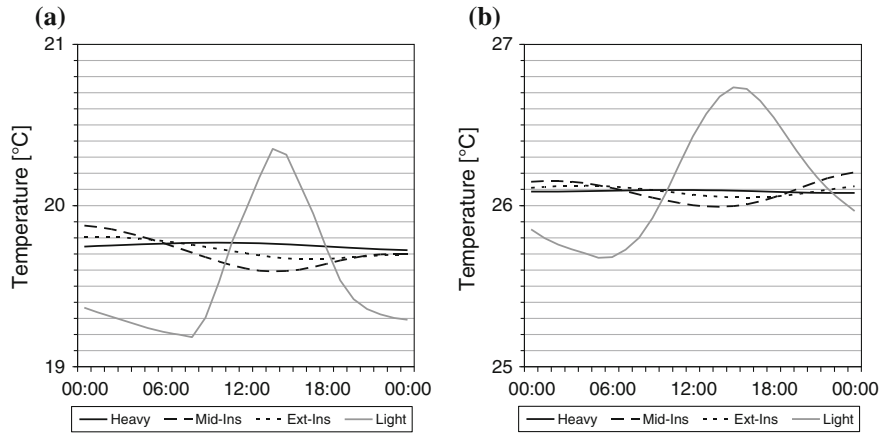 (a)
21
20
19
Temperature [°C]
00:00 06:00 12:00 18:00 00:00
Heavy Mid-Ins Ext-Ins Light
(b)
27
26
25
Temperature [°C]
00:00 06:00 12:00 18:00 00:00
Heavy Mid-Ins Ext-Ins Light